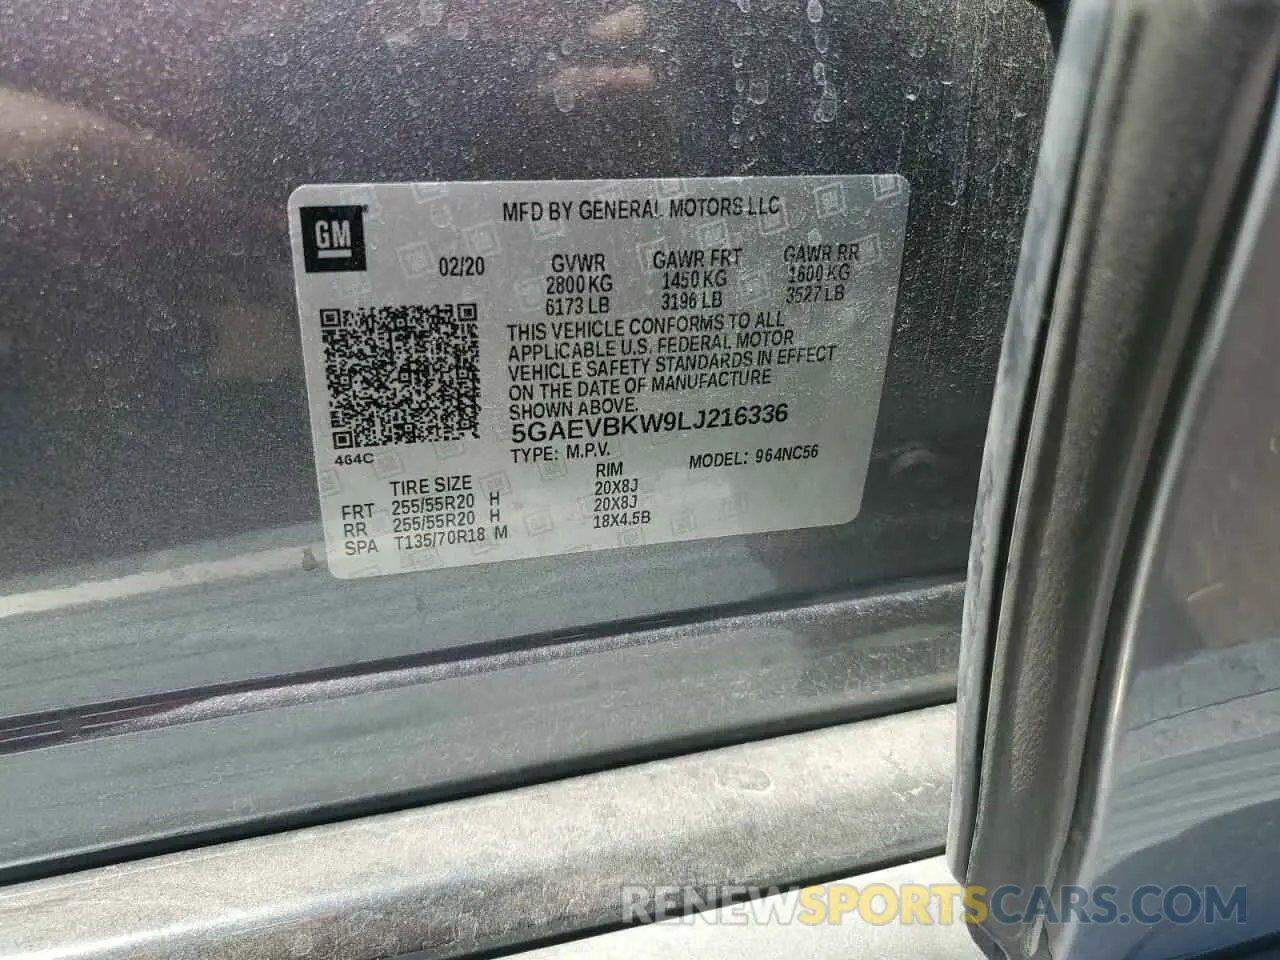 MFD BY GENERAL MOTORS LLC
GM
02/20
GVWR GAWR FRT GAWR RR
2800 KG 1450 KG 1600 KG
6173 LB 3196 LB 3527 LB
THIS VEHICLE CONFORMS TO ALL
APPLICABLE U.S. FEDERAL MOTOR
VEHICLE SAFETY STANDARDS IN EFFECT
ON THE DATE OF MANUFACTURE
SHOWN ABOVE.
5GAEVBKW9LJ216336
464C
TYPE: M.P.V. MODEL: 964NC56
TIRE SIZE RIM
FRT 255/55R20 H 20X8J
RR 255/55R20 H 20X8J
SPA T135/70R18 M 18X4.5B
RENEWSPORTSCARS.COM